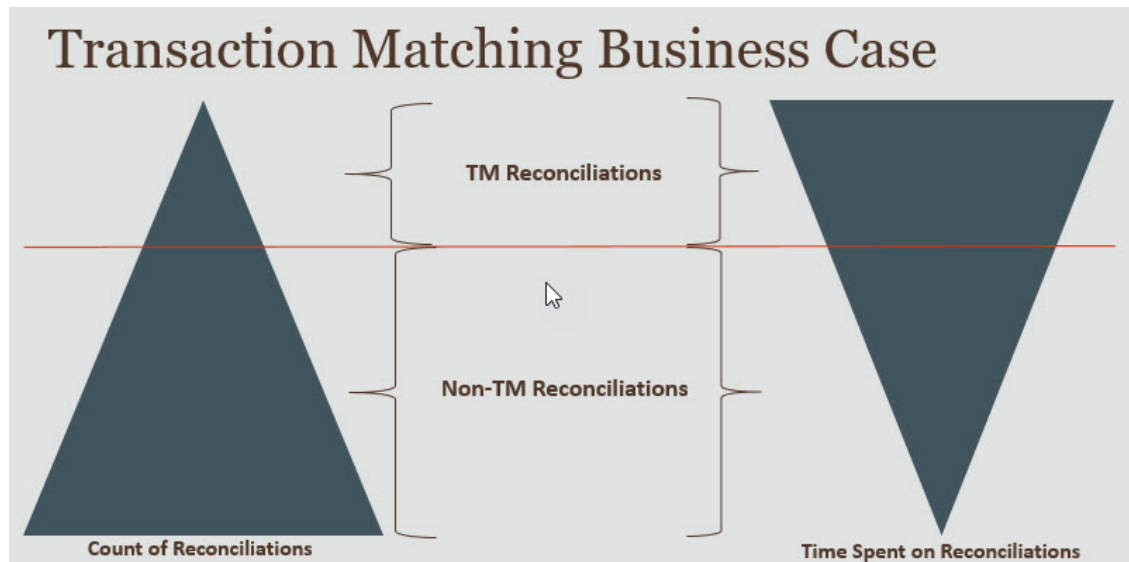 Transaction Matching Business Case
TM Reconciliations
Non-TM Reconciliations
Count of Reconciliations
Time Spent on Reconciliations